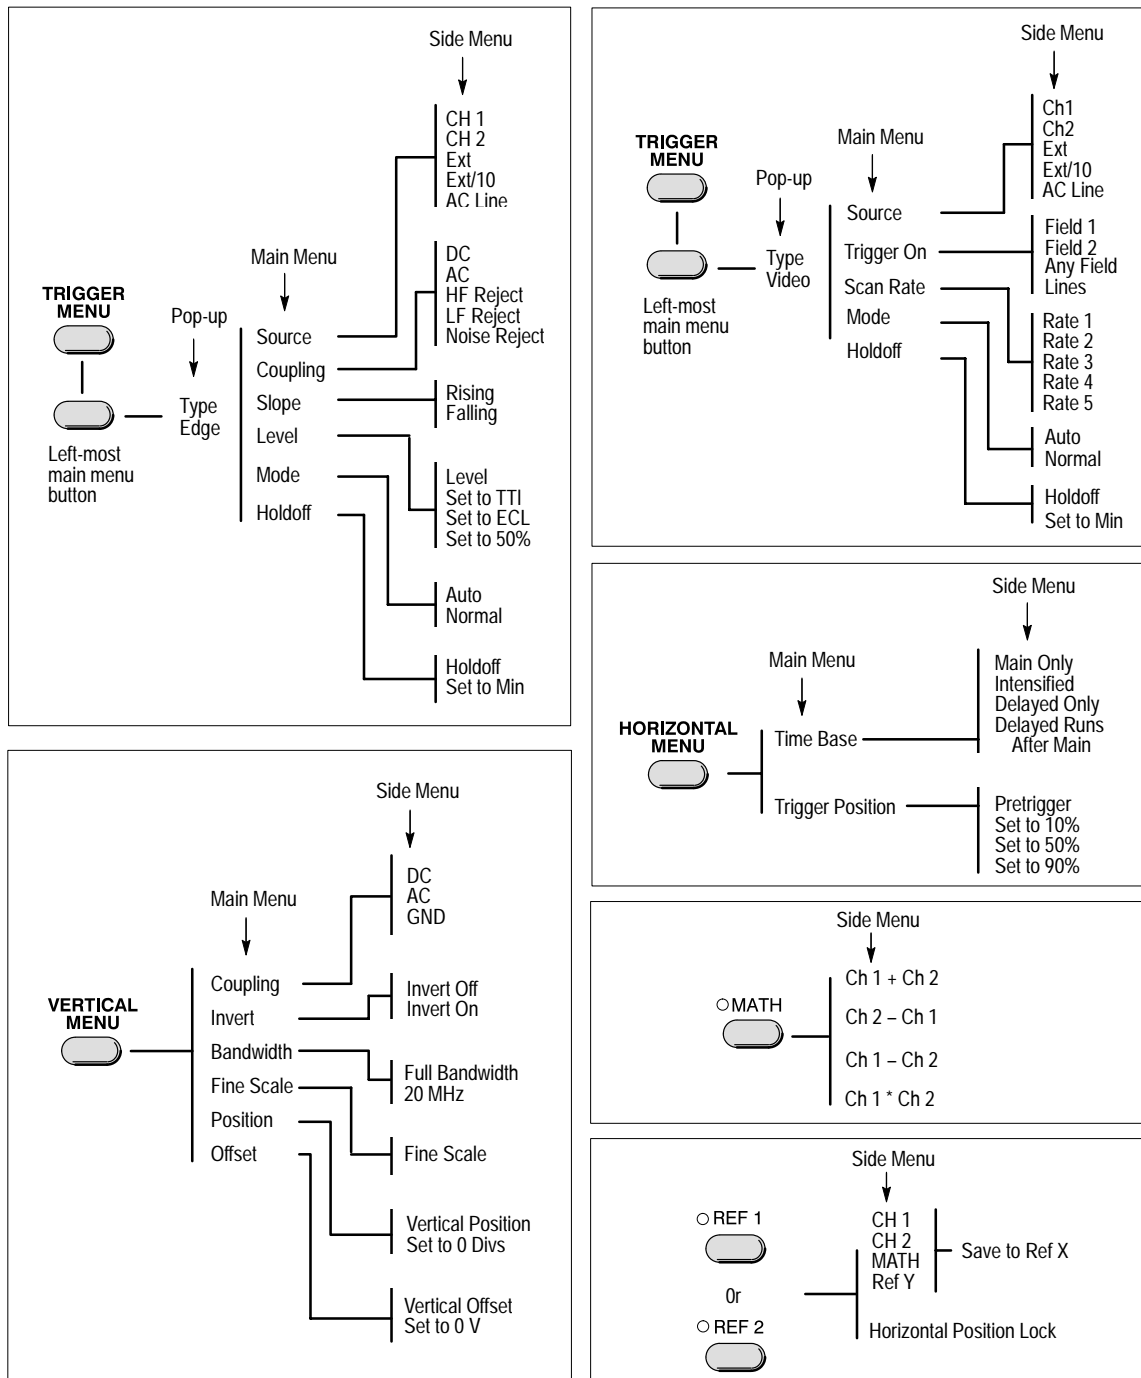 Side Menu
CH 1
CH 2
Ext
Ext/10
AC Line
DC
AC
HF Reject
LF Reject
Noise Reject
Main Menu
TRIGGER
MENU
Pop-up
Source
Coupling
Type
Edge
Slope
Rising
Falling
Level
Left-most
main menu
button
Mode
Holdoff
Level
Set to TTl
Set to ECL
Set to 50%
Auto
Normal
Holdoff
Set to Min
Side Menu
DC
AC
GND
Main Menu
VERTICAL
MENU
Coupling
Invert
Bandwidth
Fine Scale
Position
Offset
Invert Off
Invert On
Full Bandwidth
20 MHz
Fine Scale
Vertical Position
Set to 0 Divs
Vertical Offset
Set to 0 V
Side Menu
Ch1
Ch2
Ext
Ext/10
AC Line
Main Menu
TRIGGER
MENU
Pop-up
Type
Video
Left-most
main menu
button
Source
Trigger On
Scan Rate
Mode
Holdoff
Field 1
Field 2
Any Field
Lines
Rate 1
Rate 2
Rate 3
Rate 4
Rate 5
Auto
Normal
Holdoff
Set to Min
Side Menu
Main Menu
HORIZONTAL
MENU
Time Base
Trigger Position
Main Only
Intensified
Delayed Only
Delayed Runs
After Main
Pretrigger
Set to 10%
Set to 50%
Set to 90%
Side Menu
MATH
Ch 1 + Ch 2
Ch 2 – Ch 1
Ch 1 – Ch 2
Ch 1 * Ch 2
Side Menu
REF 1
Or
REF 2
CH 1
CH 2
MATH
Ref Y
Save to Ref X
Horizontal Position Lock